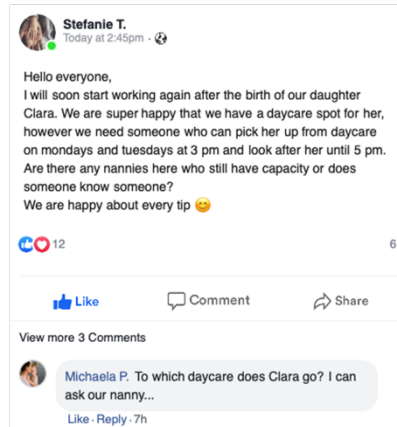 Stefanie T.
Today at 2:45pm ·
Hello everyone,
I will soon start working again after the birth of our daughter
Clara. We are super happy that we have a daycare spot for her,
however we need someone who can pick her up from daycare
on mondays and tuesdays at 3 pm and look after her until 5 pm.
Are there any nannies here who still have capacity or does
someone know someone?
We are happy about every tip 😊
12
6
Like
Comment
Share
View more 3 Comments
Michaela P. To which daycare does Clara go? I can
ask our nanny...
Like · Reply · 7h